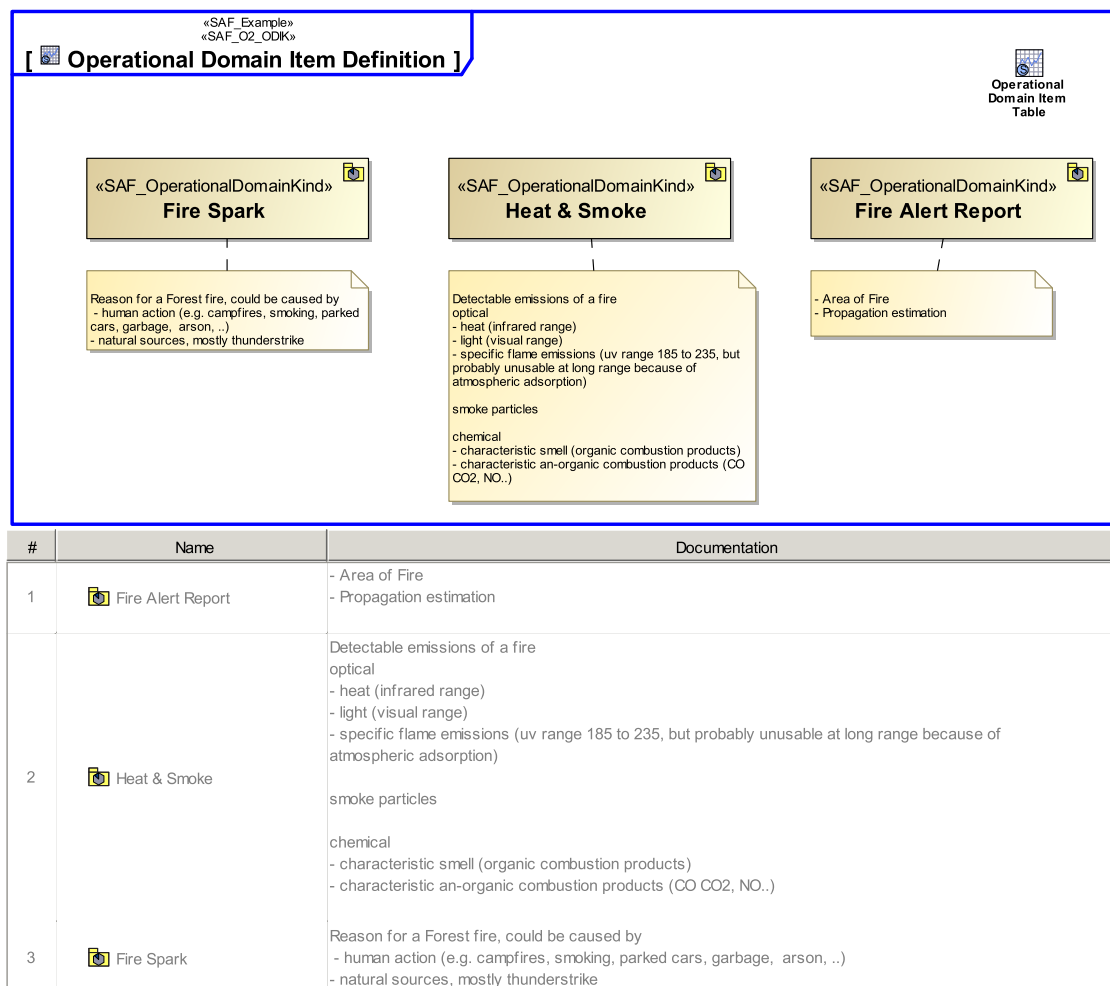 «SAF_Example»
«SAF_O2_ODIK»
[ Operational Domain Item Definition ]
Operational
Domain Item
Table
«SAF_OperationalDomainKind»
Fire Spark
«SAF_OperationalDomainKind»
Heat & Smoke
«SAF_OperationalDomainKind»
Fire Alert Report
Reason for a Forest fire, could be caused by
- human action (e.g. campfires, smoking, parked
cars, garbage,  arson, ..)
- natural sources, mostly thunderstrike
Detectable emissions of a fire
optical
- heat (infrared range)
- light (visual range)
- specific flame emissions (uv range 185 to 235, but
probably unusable at long range because of
atmospheric adsorption)
smoke particles
chemical
- characteristic smell (organic combustion products)
- characteristic an-organic combustion products (CO
CO2, NO..)
- Area of Fire
- Propagation estimation
# Name Documentation
1 Fire Alert Report
- Area of Fire
- Propagation estimation
2 Heat & Smoke
Detectable emissions of a fire
optical
- heat (infrared range)
- light (visual range)
- specific flame emissions (uv range 185 to 235, but probably unusable at long range because of
atmospheric adsorption)
smoke particles
chemical
- characteristic smell (organic combustion products)
- characteristic an-organic combustion products (CO CO2, NO..)
3 Fire Spark
Reason for a Forest fire, could be caused by
- human action (e.g. campfires, smoking, parked cars, garbage,  arson, ..)
- natural sources, mostly thunderstrike